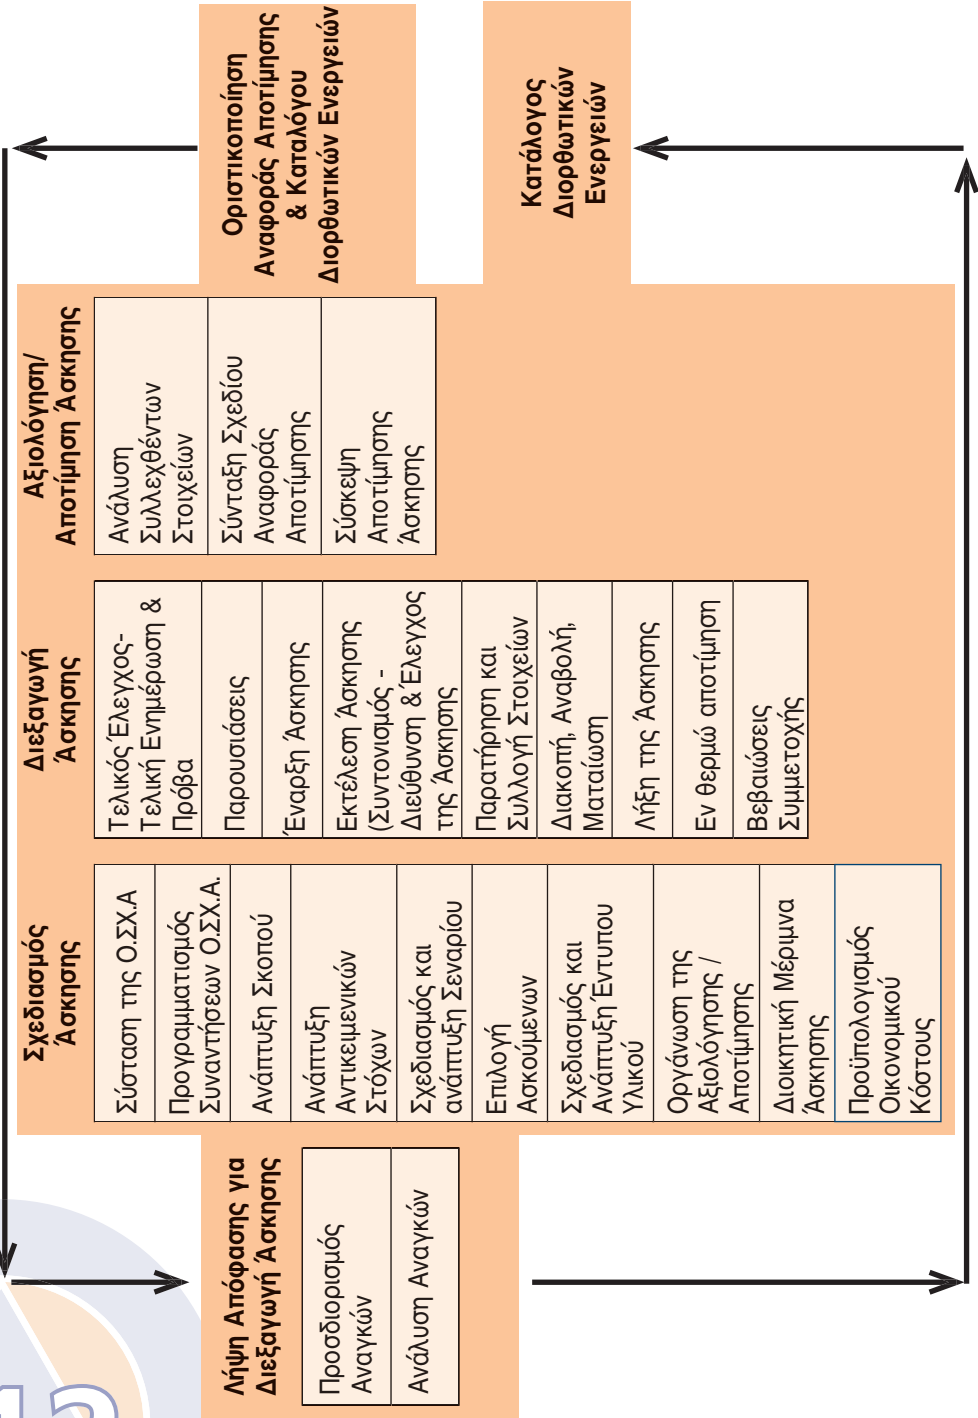 Λήψη Απόφασης για
Διεξαγωγή Άσκησης
Προσδιορισμός
Αναγκών
Ανάλυση Αναγκών
Σχεδιασμός
Άσκησης
Σύσταση της Ο.ΣΧ.Α
Προγραμματισμός
Συναντήσεων Ο.ΣΧ.Α.
Ανάπτυξη Σκοπού
Ανάπτυξη
Αντικειμενικών
Στόχων
Σχεδιασμός και
ανάπτυξη Σεναρίου
Επιλογή
Ασκούμενων
Σχεδιασμός και
Ανάπτυξη Έντυπου
Υλικού
Οργάνωση της
Αξιολόγησης /
Αποτίμησης
Διοικητική Μέριμνα
Άσκησης
Προϋπολογισμός
Οικονομικού
Κόστους
Διεξαγωγή
Άσκησης
Τελικός Έλεγχος-
Τελική Ενημέρωση &
Πρόβα
Παρουσιάσεις
Έναρξη Άσκησης
Εκτέλεση Άσκησης
(Συντονισμός -
Διεύθυνση & Έλεγχος
της Άσκησης
Παρατήρηση και
Συλλογή Στοιχείων
Διακοπή, Αναβολή,
Ματαίωση
Λήξη της Άσκησης
Εν θερμώ αποτίμηση
Βεβαιώσεις
Συμμετοχής
Αξιολόγηση/
Αποτίμηση Άσκησης
Ανάλυση
Συλλεχθέντων
Στοιχείων
Σύνταξη Σχεδίου
Αναφοράς
Αποτίμησης
Σύσκεψη
Αποτίμησης
Άσκησης
Οριστικοποίηση
Αναφοράς Αποτίμησης
& Καταλόγου
Διορθωτικών Ενεργειών
Κατάλογος
Διορθωτικών
Ενεργειών